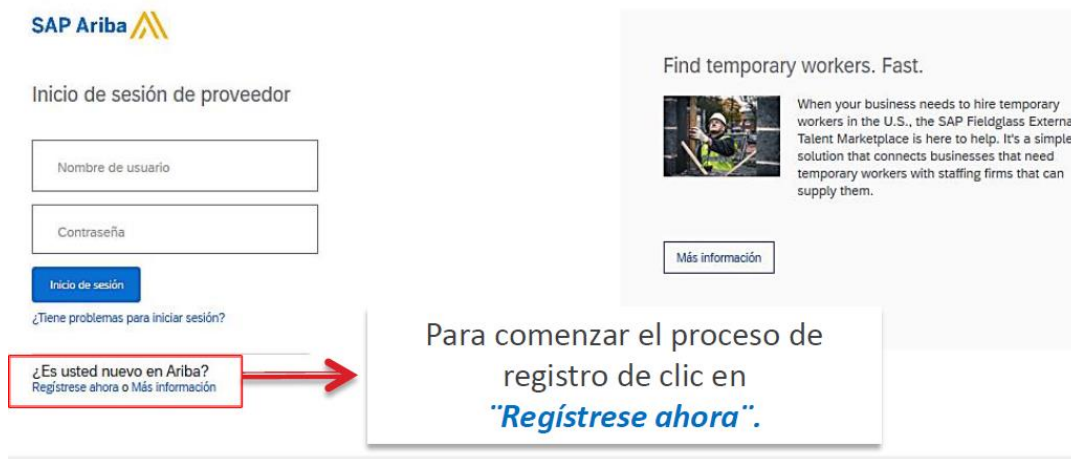 SAP Ariba
Inicio de sesión de proveedor
Nombre de usuario
Contraseña
Inicio de sesión
¿Tiene problemas para iniciar sesión?
¿Es usted nuevo en Ariba?
Regístrese ahora o Más información
Find temporary workers. Fast.
When your business needs to hire temporary
workers in the U.S., the SAP Fieldglass Externa
Talent Marketplace is here to help. It's a simple
solution that connects businesses that need
temporary workers with staffing firms that can
supply them.
Más información
Para comenzar el proceso de
registro de clic en
¨Regístrese ahora¨.